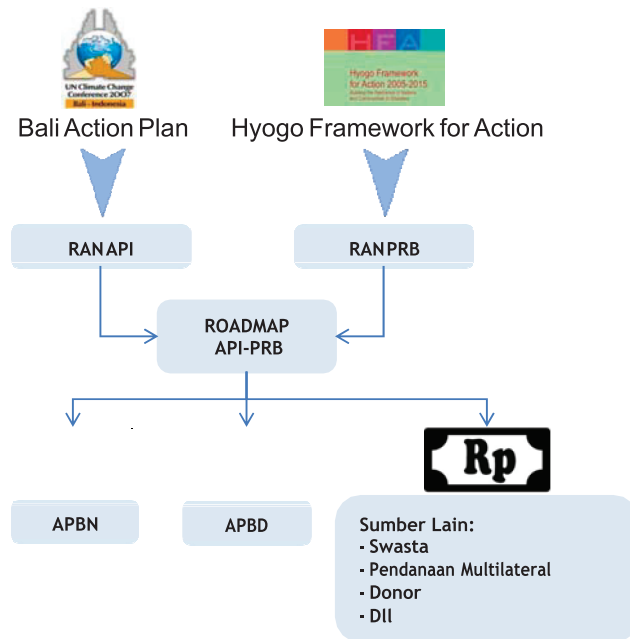 UN Climate Change
Conference 2007
Bali - Indonesia
HFA
Hyogo Framework
for Action 2005-2015
Bali Action Plan
Hyogo Framework for Action
RAN API
RAN PRB
ROADMAP
API-PRB
Rp
APBN
APBD
Sumber Lain:
- Swasta
- Pendanaan Multilateral
- Donor
- Dll